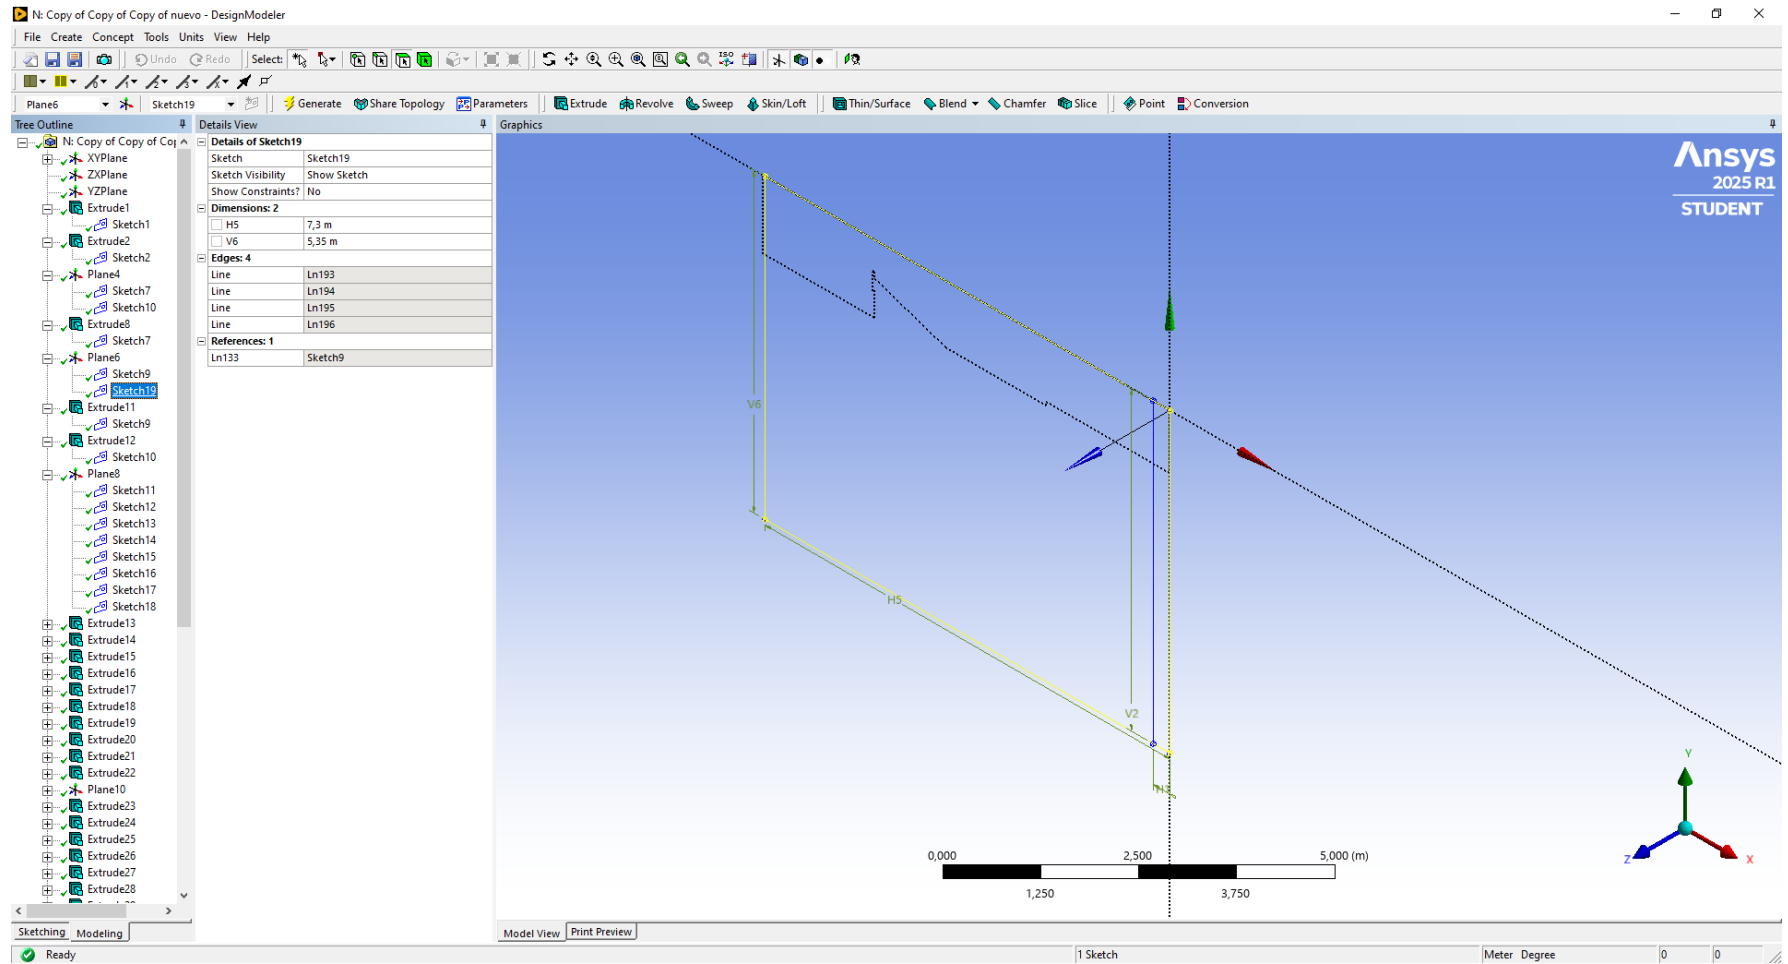 N: Copy of Copy of Copy of nuevo - DesignModeler
File Create Concept Tools Units View Help
Undo Redo Select:
ISO
Plane6 Sketch19 Generate Share Topology Parameters Extrude Revolve Sweep Skin/Loft Thin/Surface Blend Chamfer Slice Point Conversion
Tree Outline
N: Copy of Copy of Cop
XYPlane
ZXPlane
YZPlane
Extrude1
Sketch1
Extrude2
Sketch2
Plane4
Sketch7
Sketch10
Extrude8
Sketch7
Plane6
Sketch9
Sketch19
Extrude11
Sketch9
Extrude12
Sketch10
Plane8
Sketch11
Sketch12
Sketch13
Sketch14
Sketch15
Sketch16
Sketch17
Sketch18
Extrude13
Extrude14
Extrude15
Extrude16
Extrude17
Extrude18
Extrude19
Extrude20
Extrude21
Extrude22
Plane10
Extrude23
Extrude24
Extrude25
Extrude26
Extrude27
Extrude28
Sketching Modeling
Details View
Details of Sketch19
Sketch Sketch19
Sketch Visibility Show Sketch
Show Constraints? No
Dimensions: 2
H5 7,3 m
V6 5,35 m
Edges: 4
Line Ln193
Line Ln194
Line Ln195
Line Ln196
References: 1
Ln133 Sketch9
Graphics
Ansys
2025 R1
STUDENT
V6
H5
V2
Y
Z
X
0,000 2,500 5,000 (m)
1,250 3,750
Model View Print Preview
Ready 1 Sketch Meter Degree 0 0